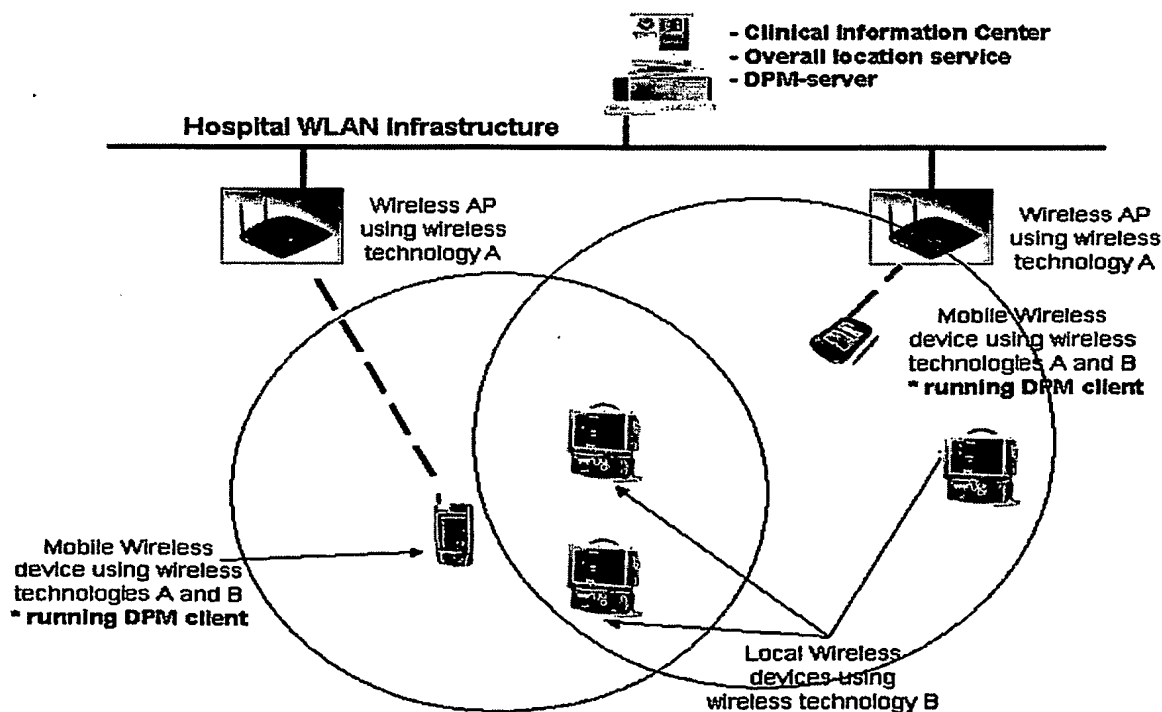 - Clinical Information Center
- Overall location service
- DPM-server
Hospital WLAN Infrastructure
Wireless AP
using wireless
technology A
Wireless AP
using wireless
technology A
Mobile Wireless
device using wireless
technologies A and B
* running DPM client
Mobile Wireless
device using wireless
technologies A and B
* running DPM client
Local Wireless
devices using
wireless technology B